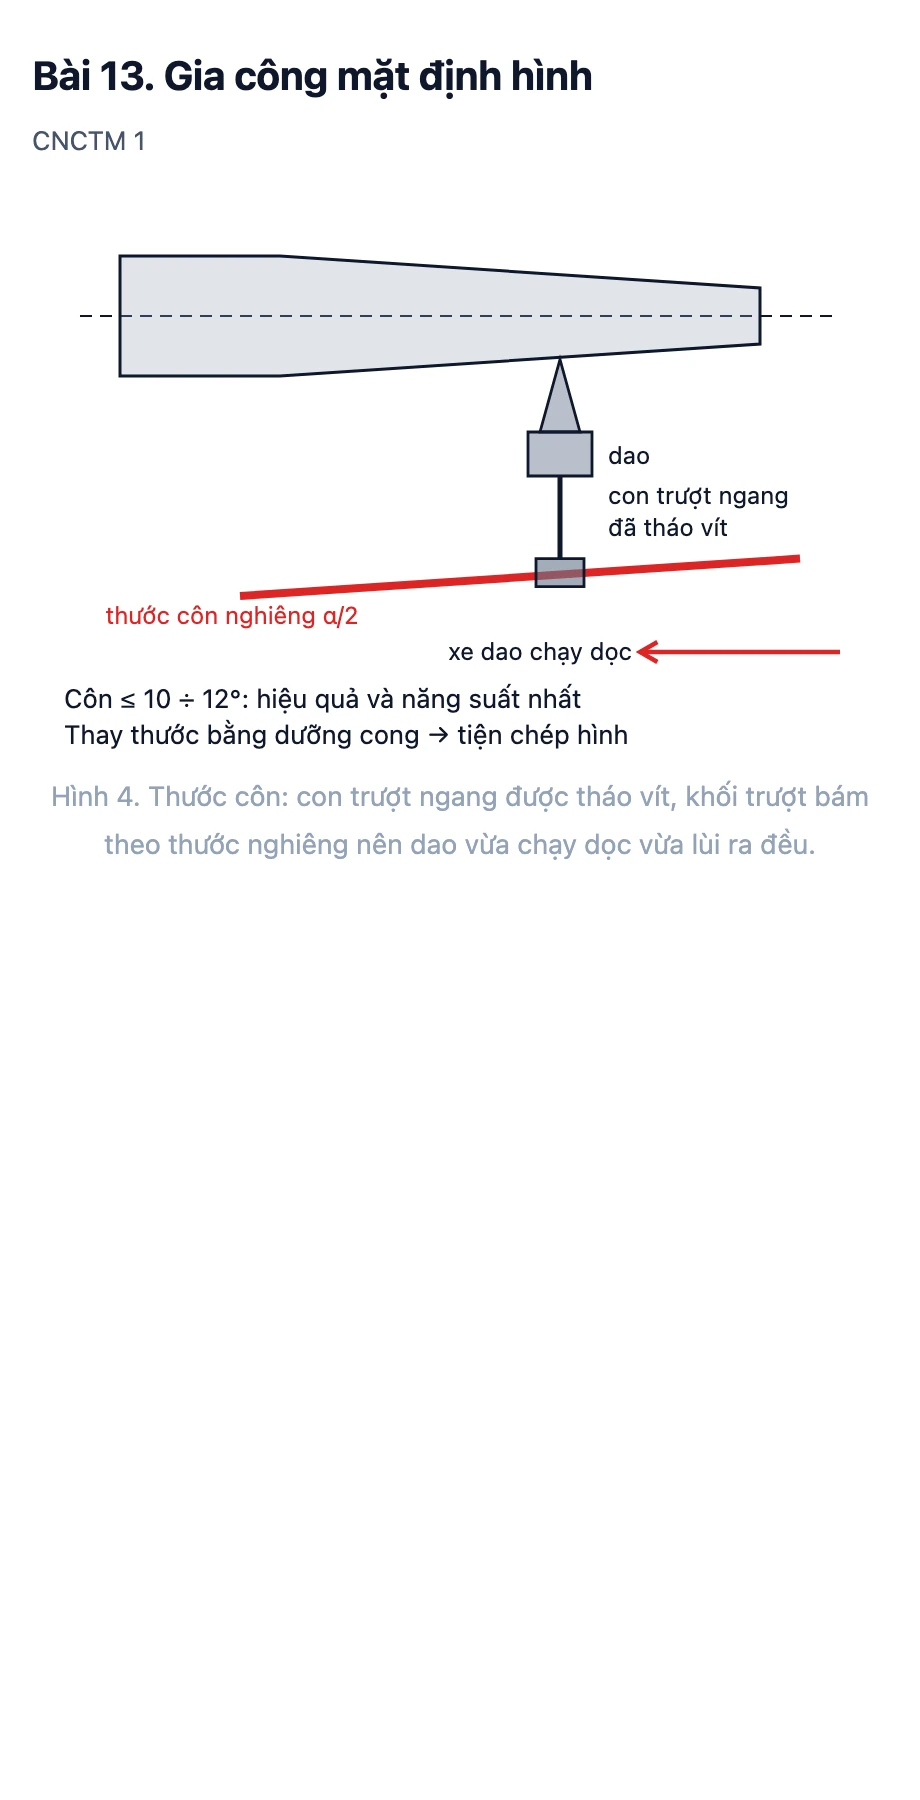 Bài 13. Gia công mặt định hình
CNCTM 1
dao
con trượt ngang
đã tháo vít
thước côn nghiêng α/2
xe dao chạy dọc
Côn ≤ 10 ÷ 12°: hiệu quả và năng suất nhất
Thay thước bằng dưỡng cong → tiện chép hình
Hình 4. Thước côn: con trượt ngang được tháo vít, khối trượt bám
theo thước nghiêng nên dao vừa chạy dọc vừa lùi ra đều.